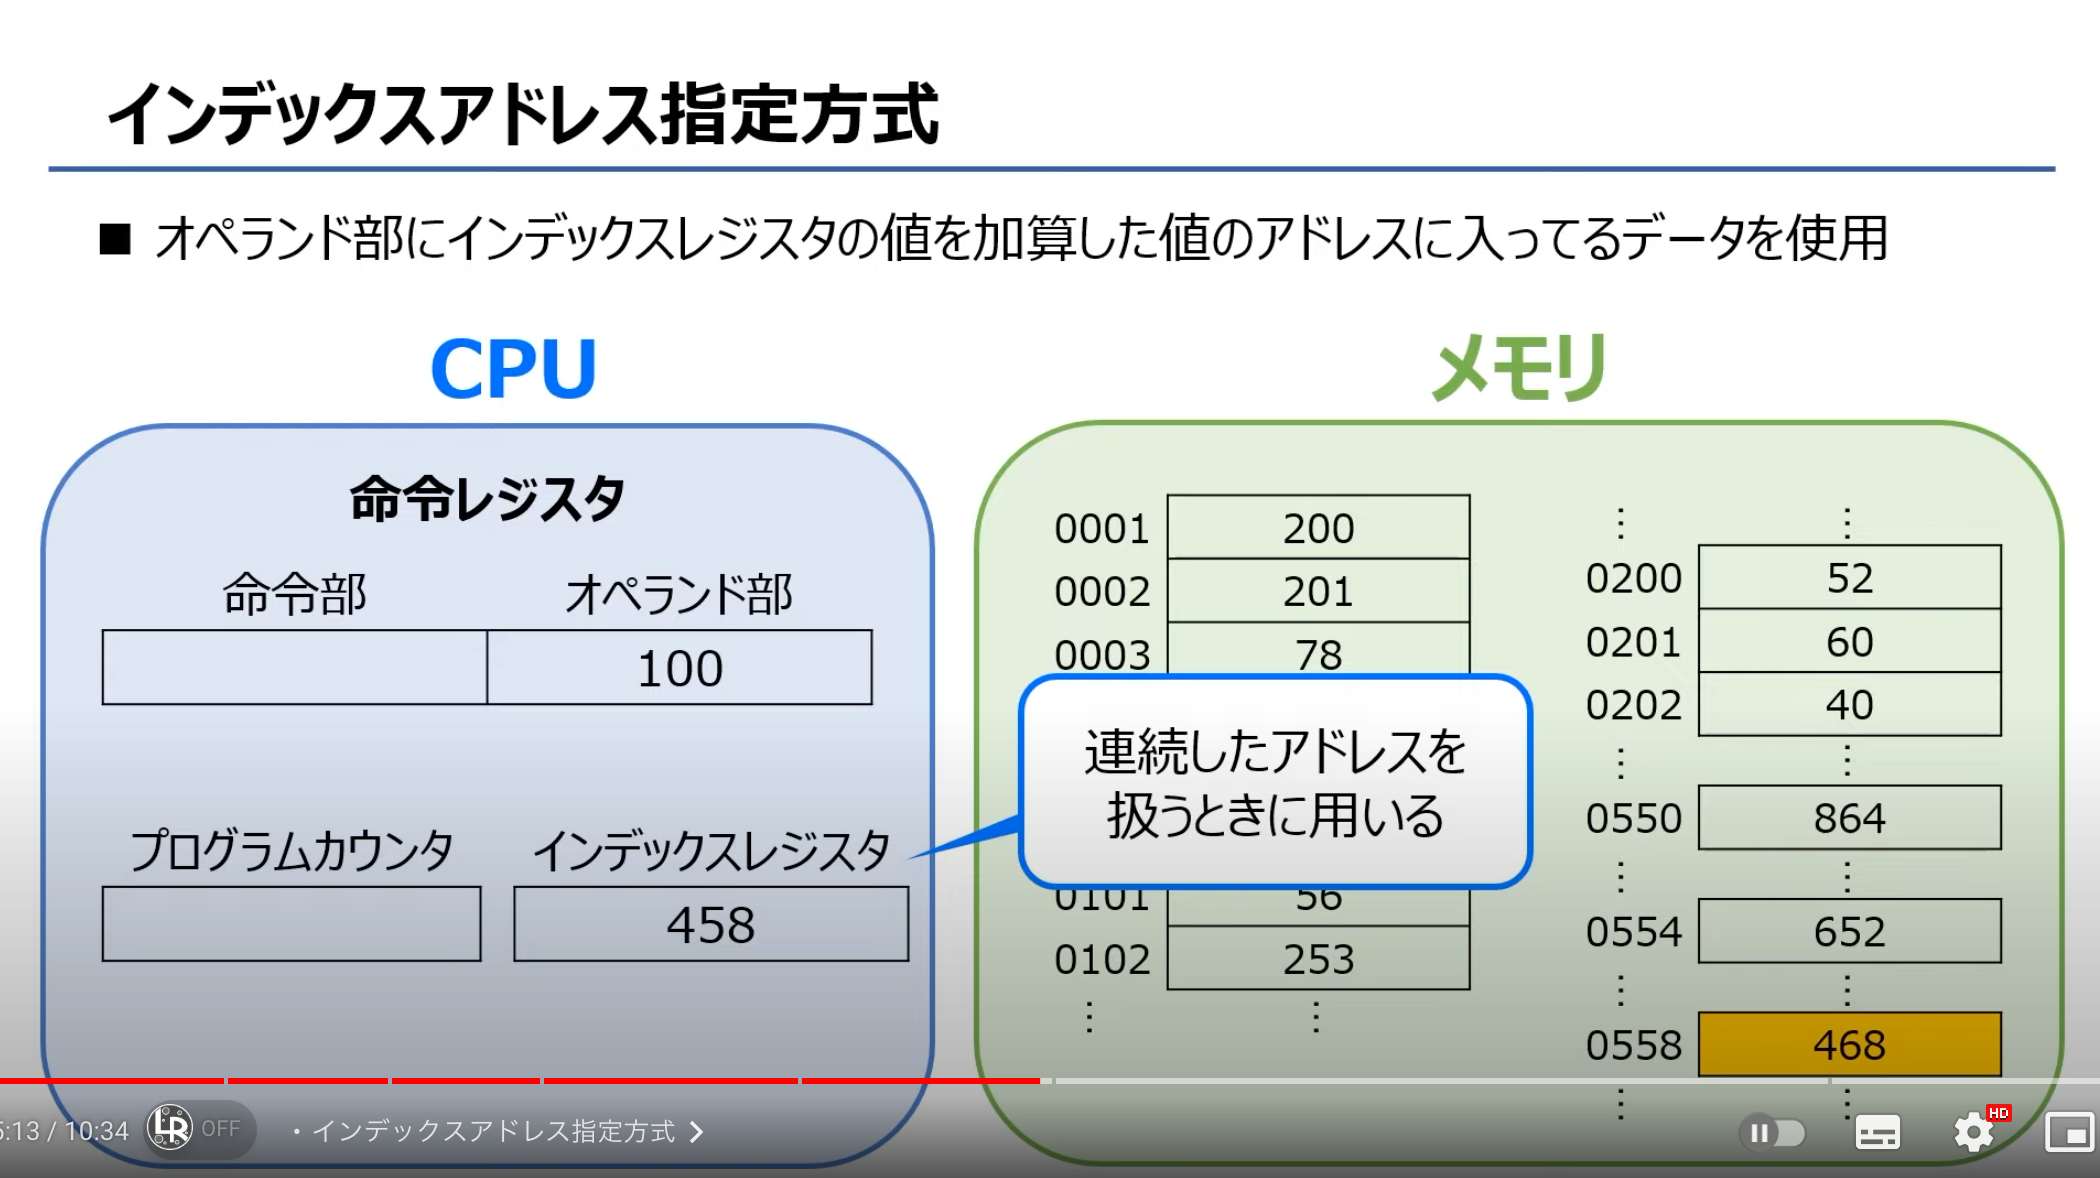 インデックスアドレス指定方式
■ オペランド部にインデックスレジスタの値を加算した値のアドレスに入ってるデータを使用
CPU
命令レジスタ
命令部 オペランド部
100
プログラムカウンタ インデックスレジスタ
458
メモリ
0001 200
0002 201
0003 78
連続したアドレスを
扱うときに用いる
0101 56
0102 253
⋮ ⋮
⋮ ⋮
0200 52
0201 60
0202 40
⋮ ⋮
0550 864
⋮ ⋮
0554 652
⋮ ⋮
0558 468
⋮ ⋮
5:13 / 10:34 LR OFF ・インデックスアドレス指定方式 HD